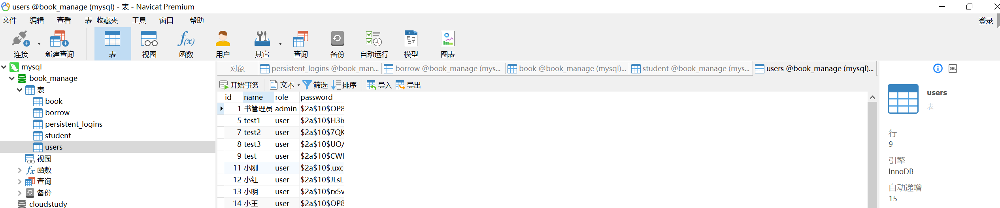 users @book_manage (mysql) - 表 - Navicat Premium
文件 编辑 查看 表 收藏夹 工具 窗口 帮助 登录
连接 新建查询 表 视图 函数 用户 其它 查询 备份 自动运行 模型 图表
mysql
book_manage
表
book
borrow
persistent_logins
student
users
视图
函数
查询
备份
cloudstudy
对象 persistent_logins @book_man... borrow @book_manage (mys... book @book_manage (mysql)... student @book_manage (mys... users @book_manage (mysql)...
开始事务 文本 筛选 排序 导入 导出
id name role password
1 书管理员 admin $2a$10$OP8
5 test1 user $2a$10$H3ix
7 test2 user $2a$10$7QK
8 test3 user $2a$10$UO/
9 test user $2a$10$CWl
11 小刚 user $2a$10$.uxc
12 小红 user $2a$10$JLsL
13 小明 user $2a$10$rx5v
14 小王 user $2a$10$OP8
DDL
users
表
行
9
引擎
InnoDB
自动递增
15